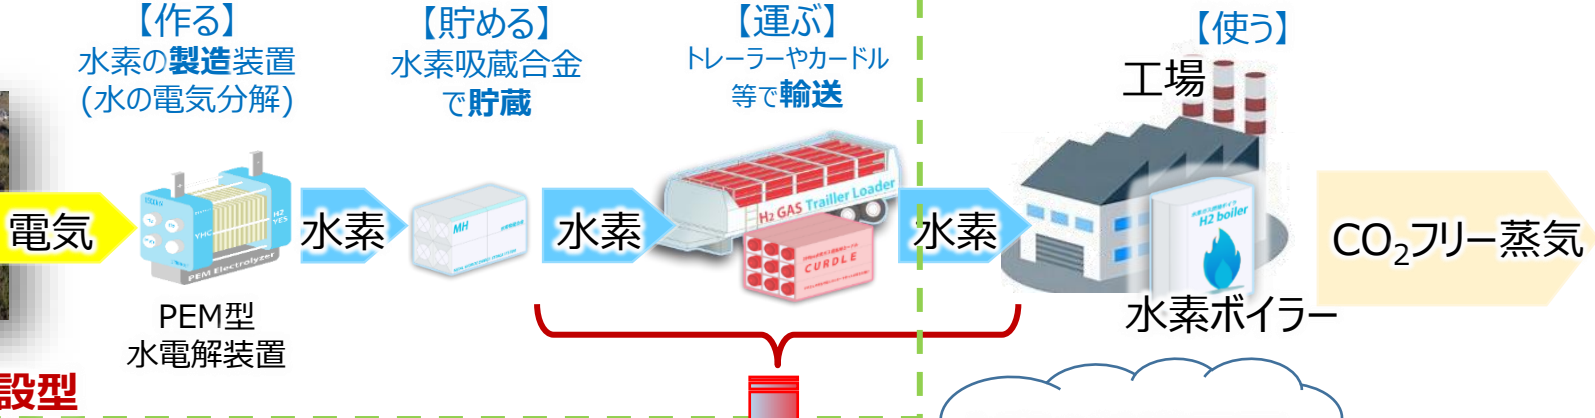 【作る】
水素の製造装置
(水の電気分解)
【貯める】
水素吸蔵合金
で貯蔵
【運ぶ】
トレーラーやカードル
等で輸送
【使う】
工場
電気
水素
水素
水素
CO₂フリー蒸気
YHC
H2
YES
PEM Electrolyzer
MH
H2 GAS Trailler Loader
CURDLE
H2 boiler
PEM型
水電解装置
水素ボイラー
設型